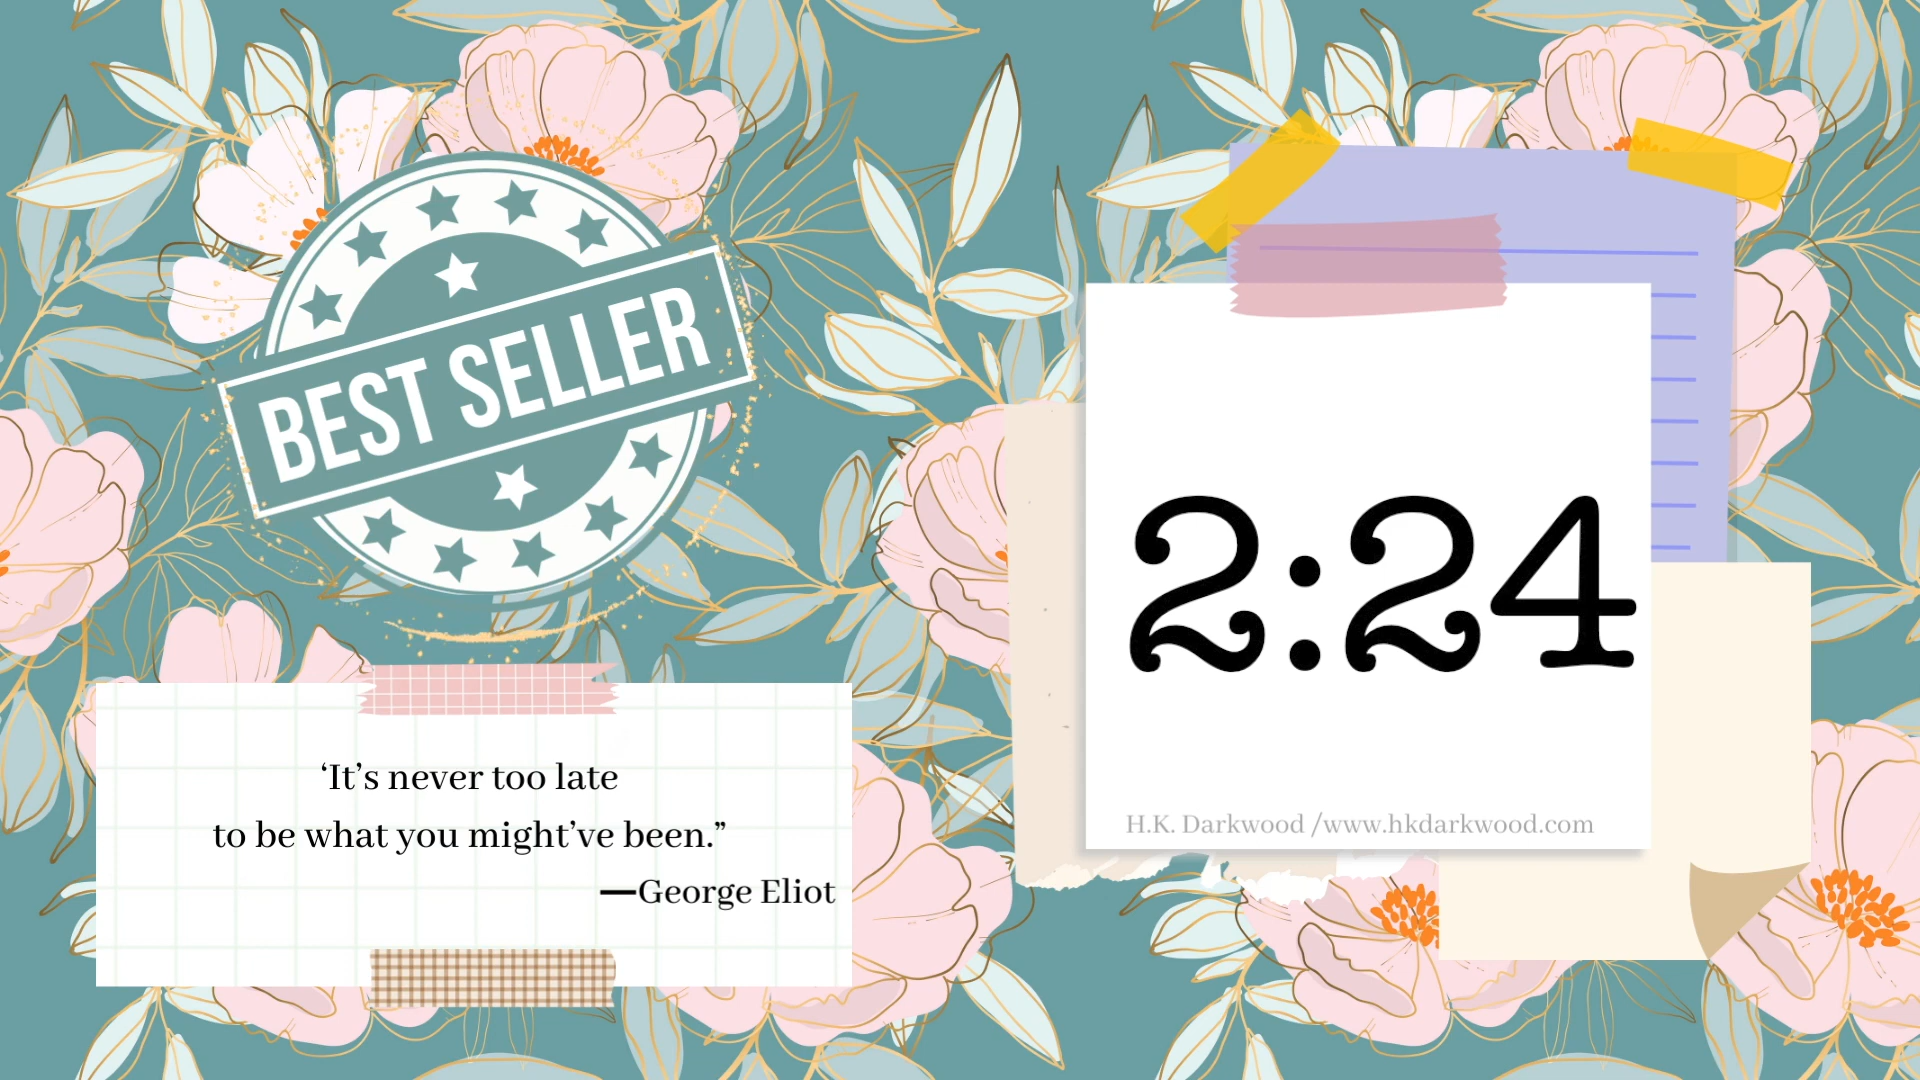 BEST SELLER
‘It’s never too late
to be what you might’ve been.”
—George Eliot
2:24
H.K. Darkwood /www.hkdarkwood.com